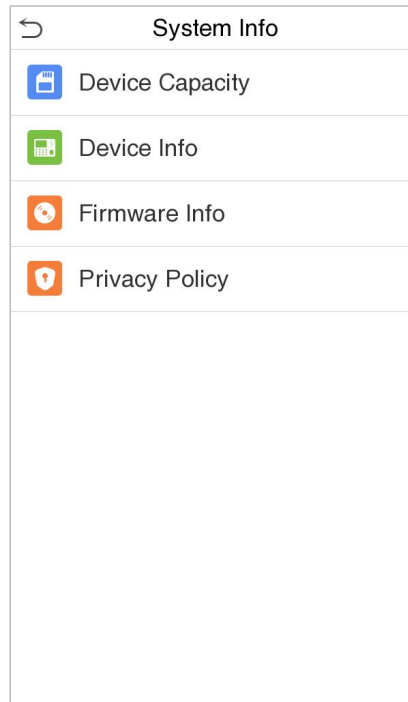 System Info
Device Capacity
Device Info
Firmware Info
Privacy Policy